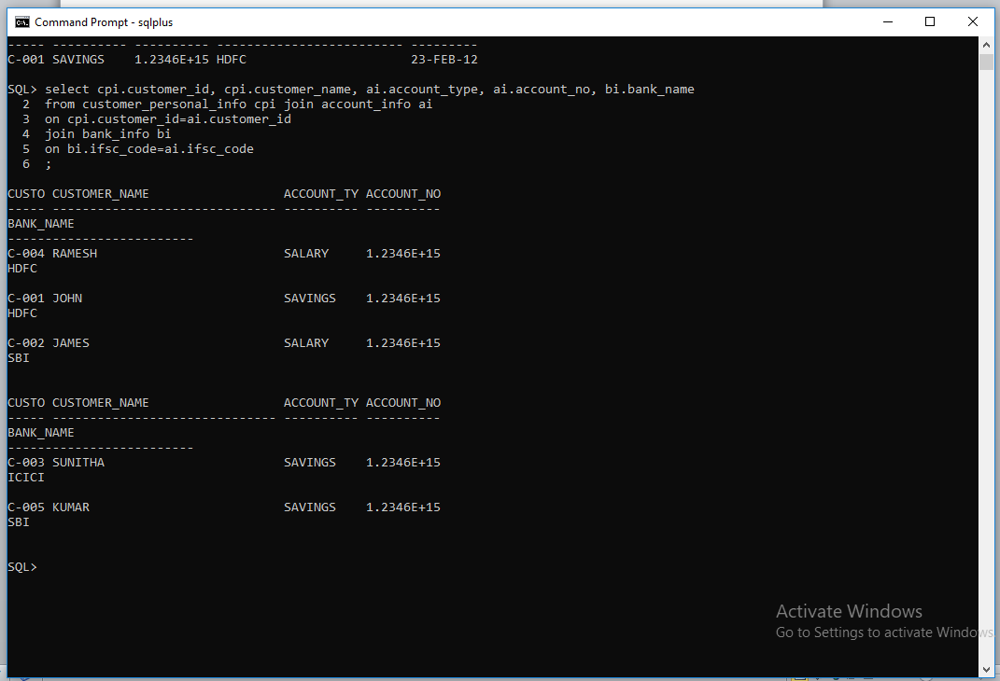 Command Prompt - sqlplus
----- ---------- ---------- ------------------------- ---------
C-001 SAVINGS    1.2346E+15 HDFC                      23-FEB-12
SQL> select cpi.customer_id, cpi.customer_name, ai.account_type, ai.account_no, bi.bank_name
  2  from customer_personal_info cpi join account_info ai
  3  on cpi.customer_id=ai.customer_id
  4  join bank_info bi
  5  on bi.ifsc_code=ai.ifsc_code
  6  ;
CUSTO CUSTOMER_NAME                  ACCOUNT_TY ACCOUNT_NO
----- ------------------------------ ---------- ----------
BANK_NAME
-------------------------
C-004 RAMESH                         SALARY     1.2346E+15
HDFC
C-001 JOHN                           SAVINGS    1.2346E+15
HDFC
C-002 JAMES                          SALARY     1.2346E+15
SBI
CUSTO CUSTOMER_NAME                  ACCOUNT_TY ACCOUNT_NO
----- ------------------------------ ---------- ----------
BANK_NAME
-------------------------
C-003 SUNITHA                        SAVINGS    1.2346E+15
ICICI
C-005 KUMAR                          SAVINGS    1.2346E+15
SBI
SQL>
Activate Windows
Go to Settings to activate Windows.